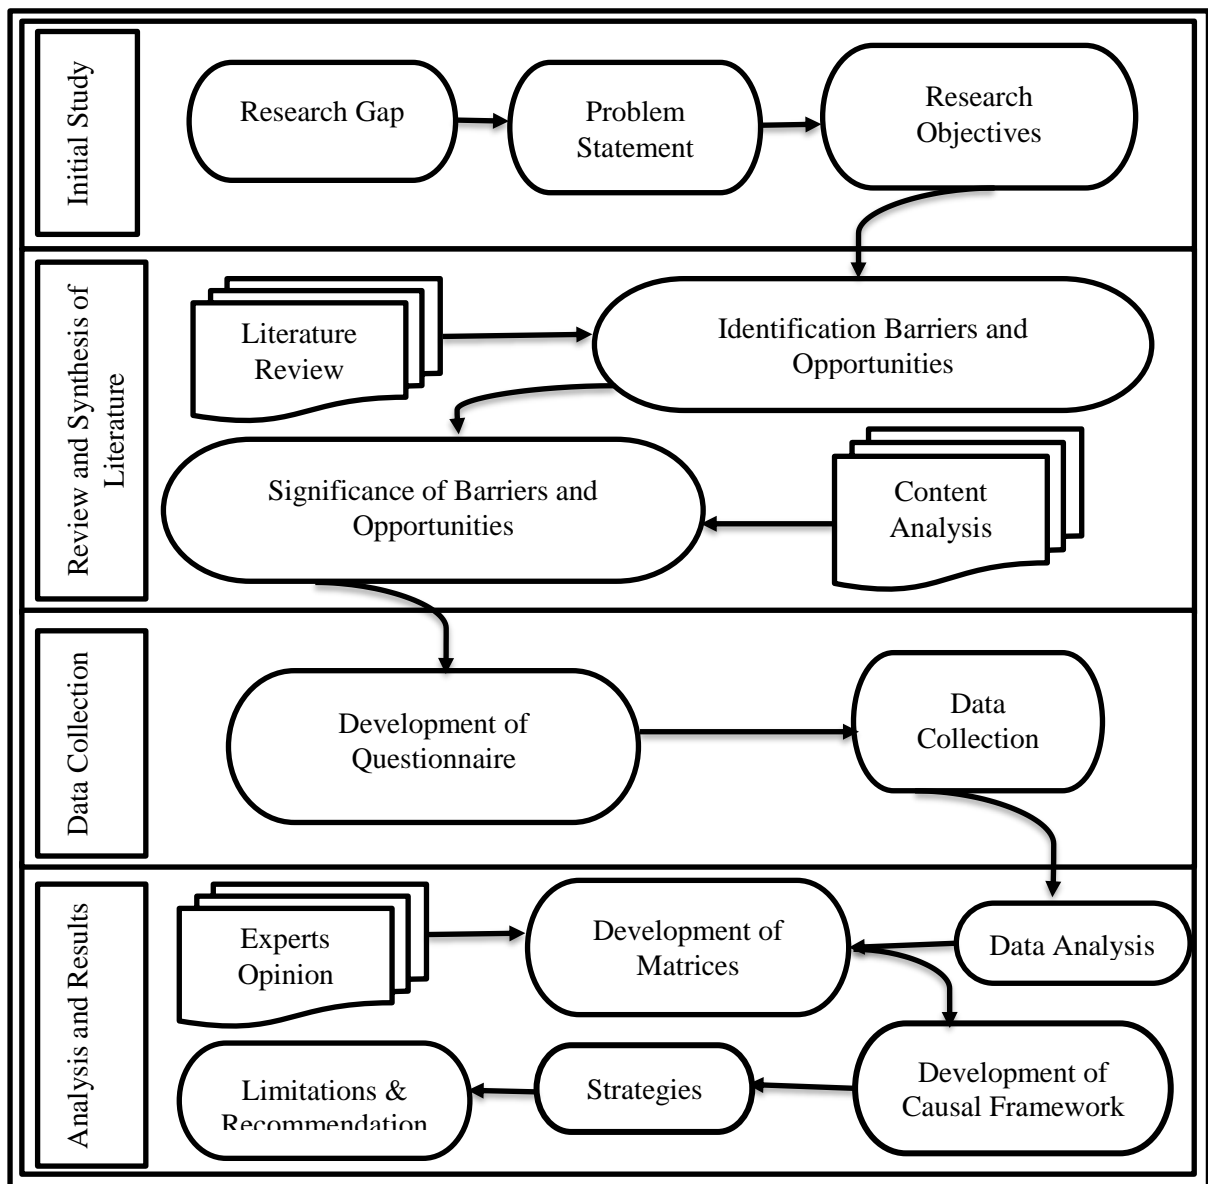 Initial Study
Research Gap
Problem
Statement
Research
Objectives
Review and Synthesis of
Literature
Literature
Review
Identification Barriers and
Opportunities
Significance of Barriers and
Opportunities
Content
Analysis
Data Collection
Development of
Questionnaire
Data
Collection
Analysis and Results
Experts
Opinion
Development of
Matrices
Data Analysis
Limitations &
Recommendation
Strategies
Development of
Causal Framework